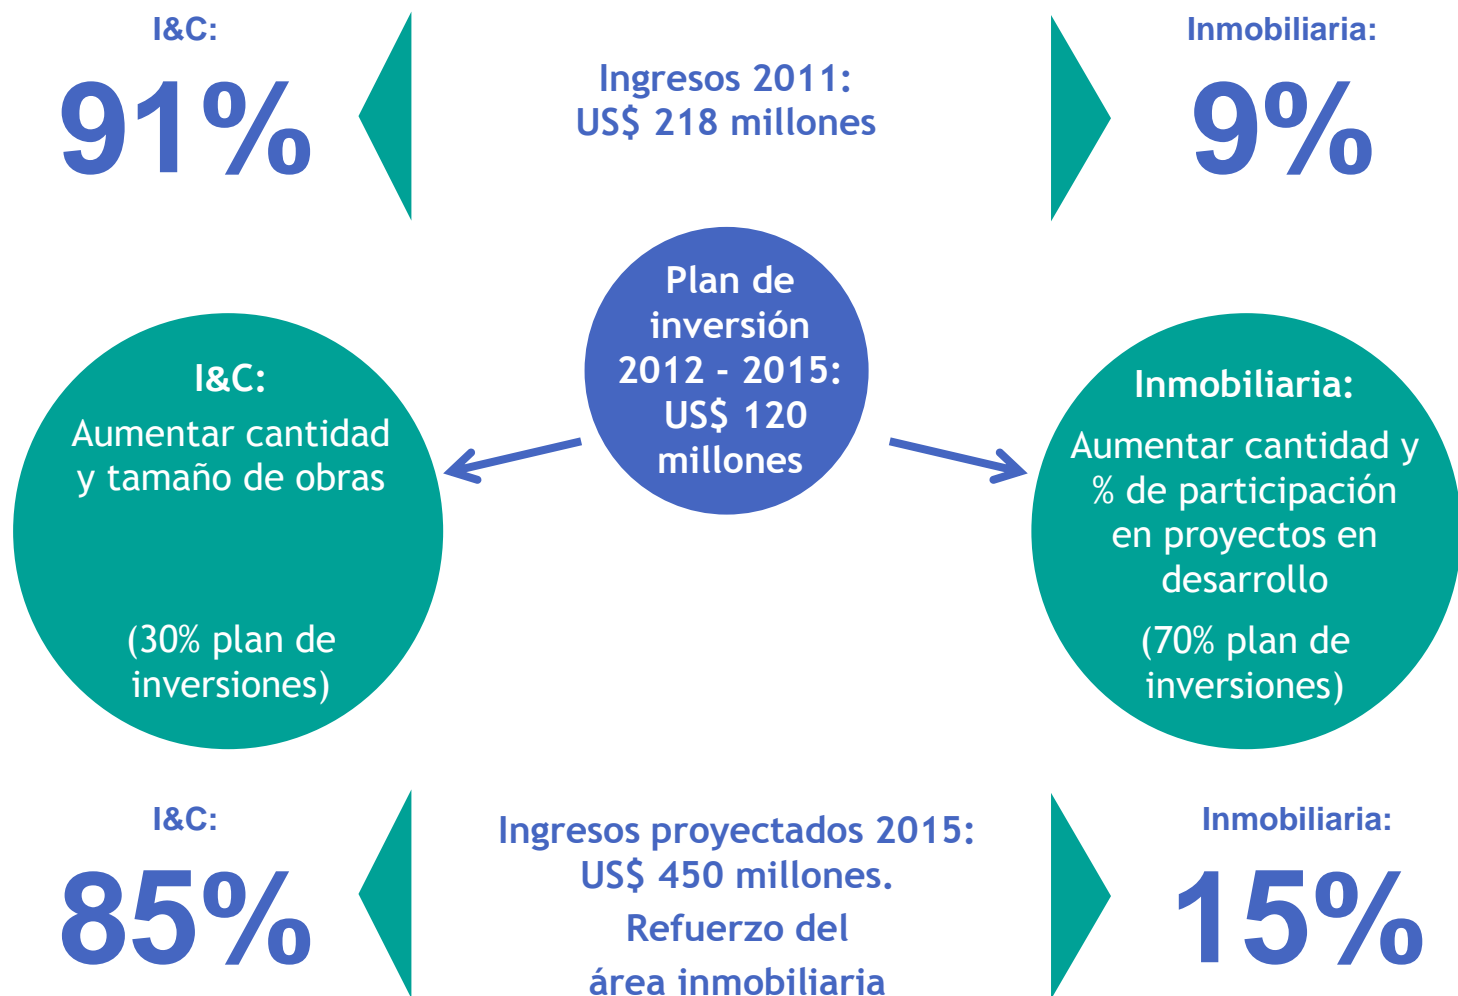 I&C:
91%
Ingresos 2011:
US$ 218 millones
Inmobiliaria:
9%
Plan de
inversión
2012 - 2015:
US$ 120
millones
I&C:
Aumentar cantidad
y tamaño de obras
(30% plan de
inversiones)
Inmobiliaria:
Aumentar cantidad y
% de participación
en proyectos en
desarrollo
(70% plan de
inversiones)
I&C:
85%
Ingresos proyectados 2015:
US$ 450 millones.
Refuerzo del
área inmobiliaria
Inmobiliaria:
15%